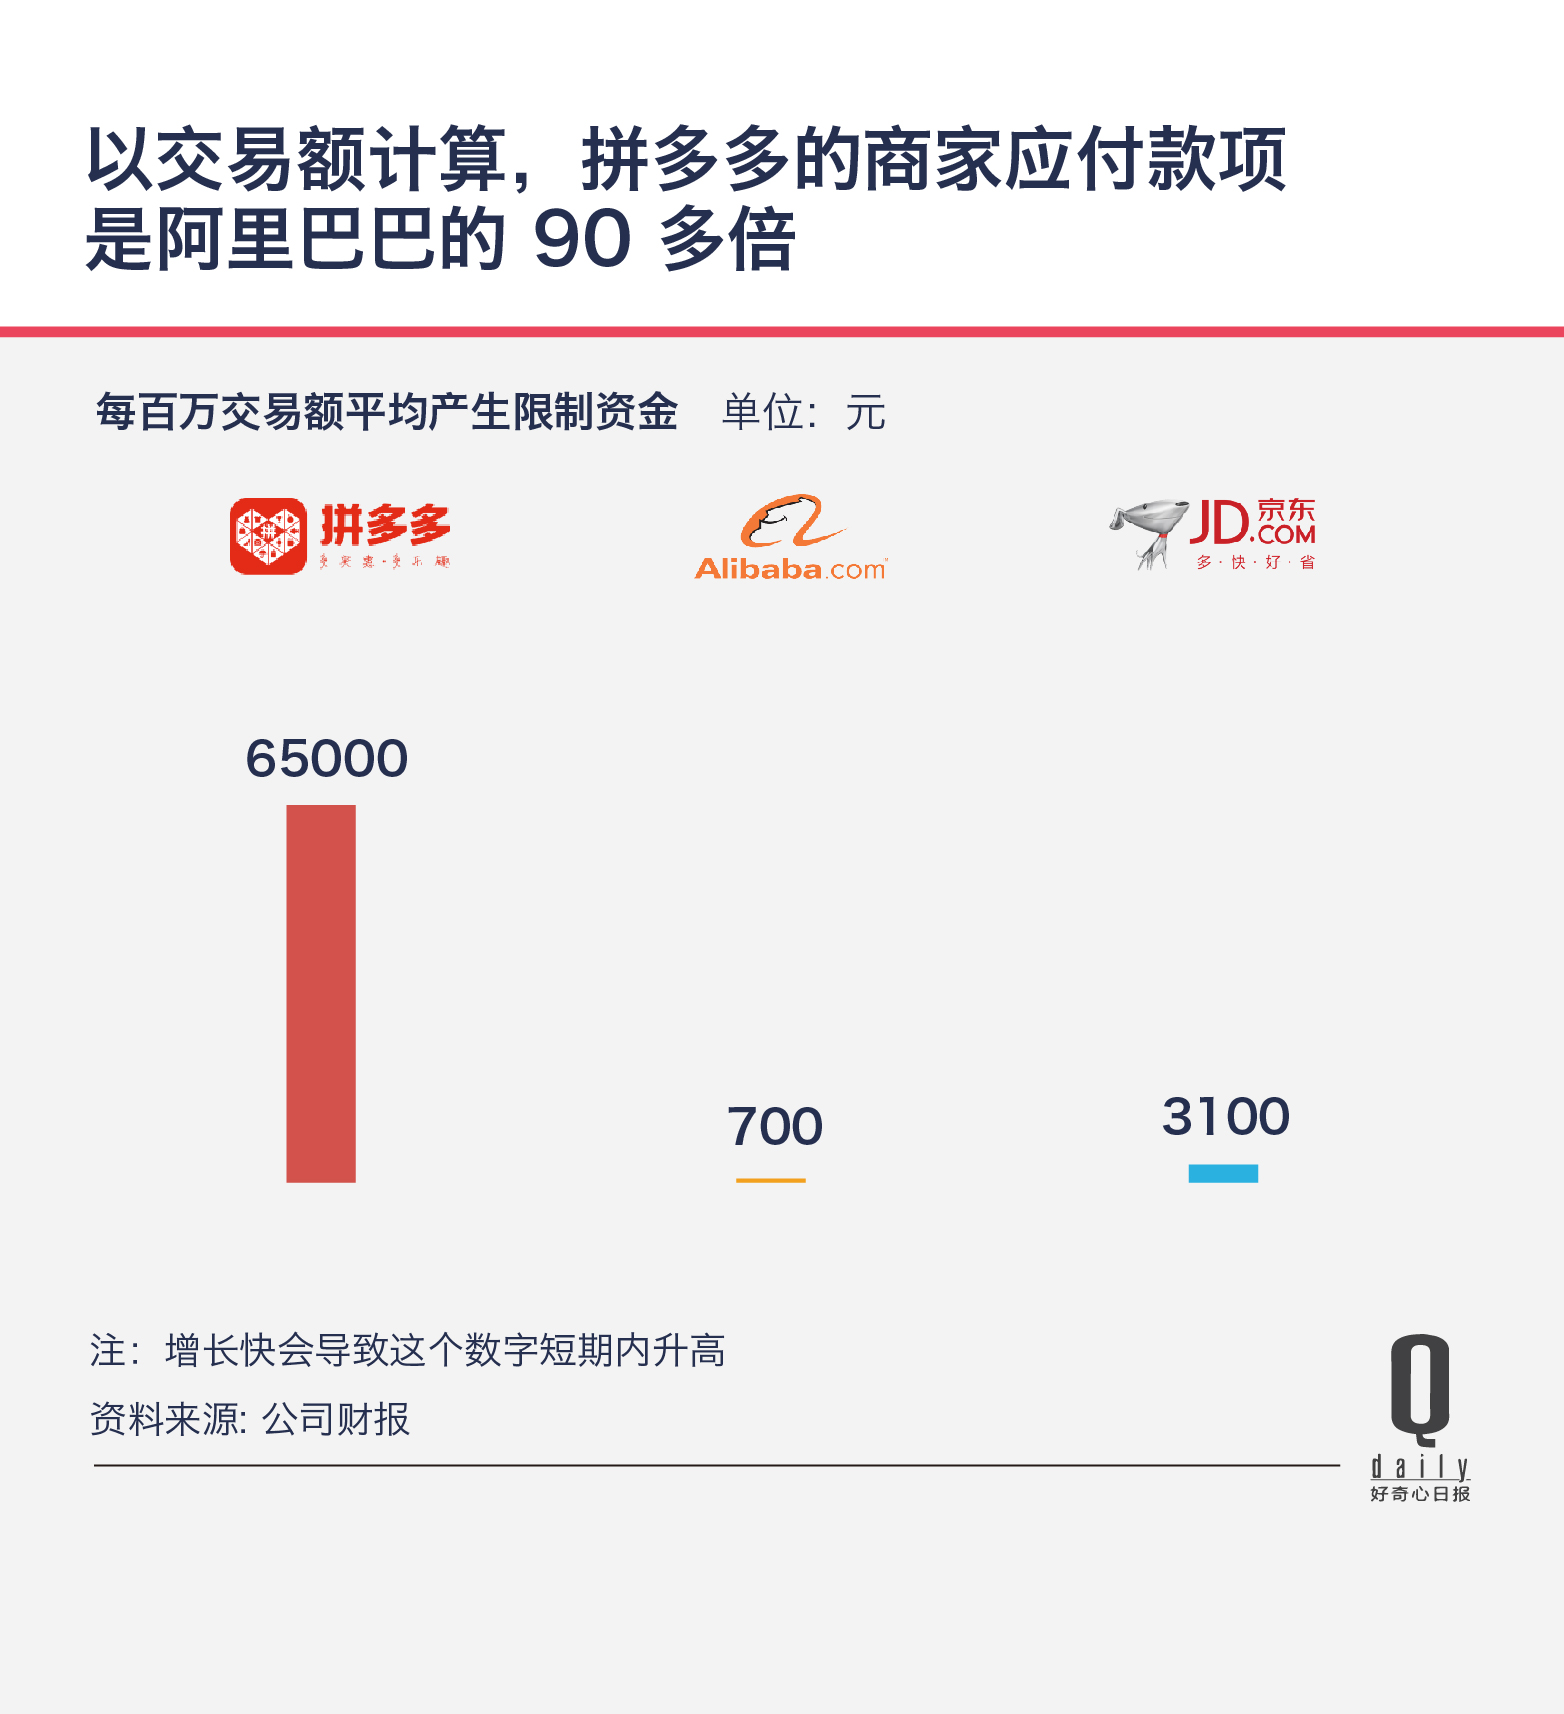 以交易额计算，拼多多的商家应付款项
是阿里巴巴的 90 多倍
每百万交易额平均产生限制资金 单位：元
拼
拼多多
Alibaba.com
JD.京东
.COM
多·快·好·省
65000
700
3100
注：增长快会导致这个数字短期内升高
资料来源: 公司财报
Q
daily
好奇心日报